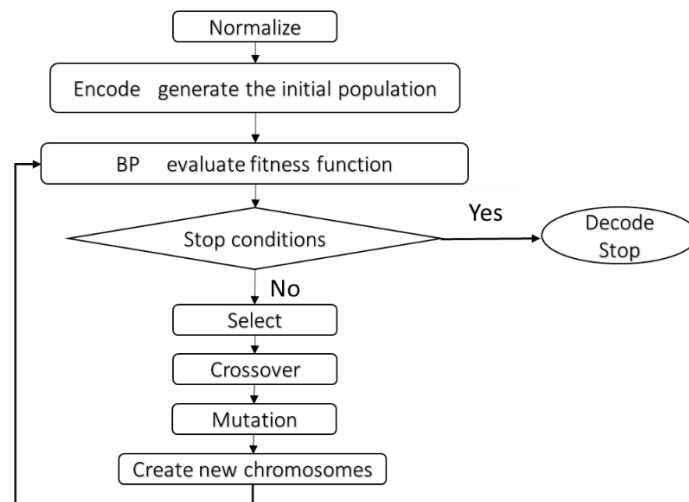 Normalize
Encode generate the initial population
BP evaluate fitness function
Stop conditions
Yes
Decode
Stop
No
Select
Crossover
Mutation
Create new chromosomes